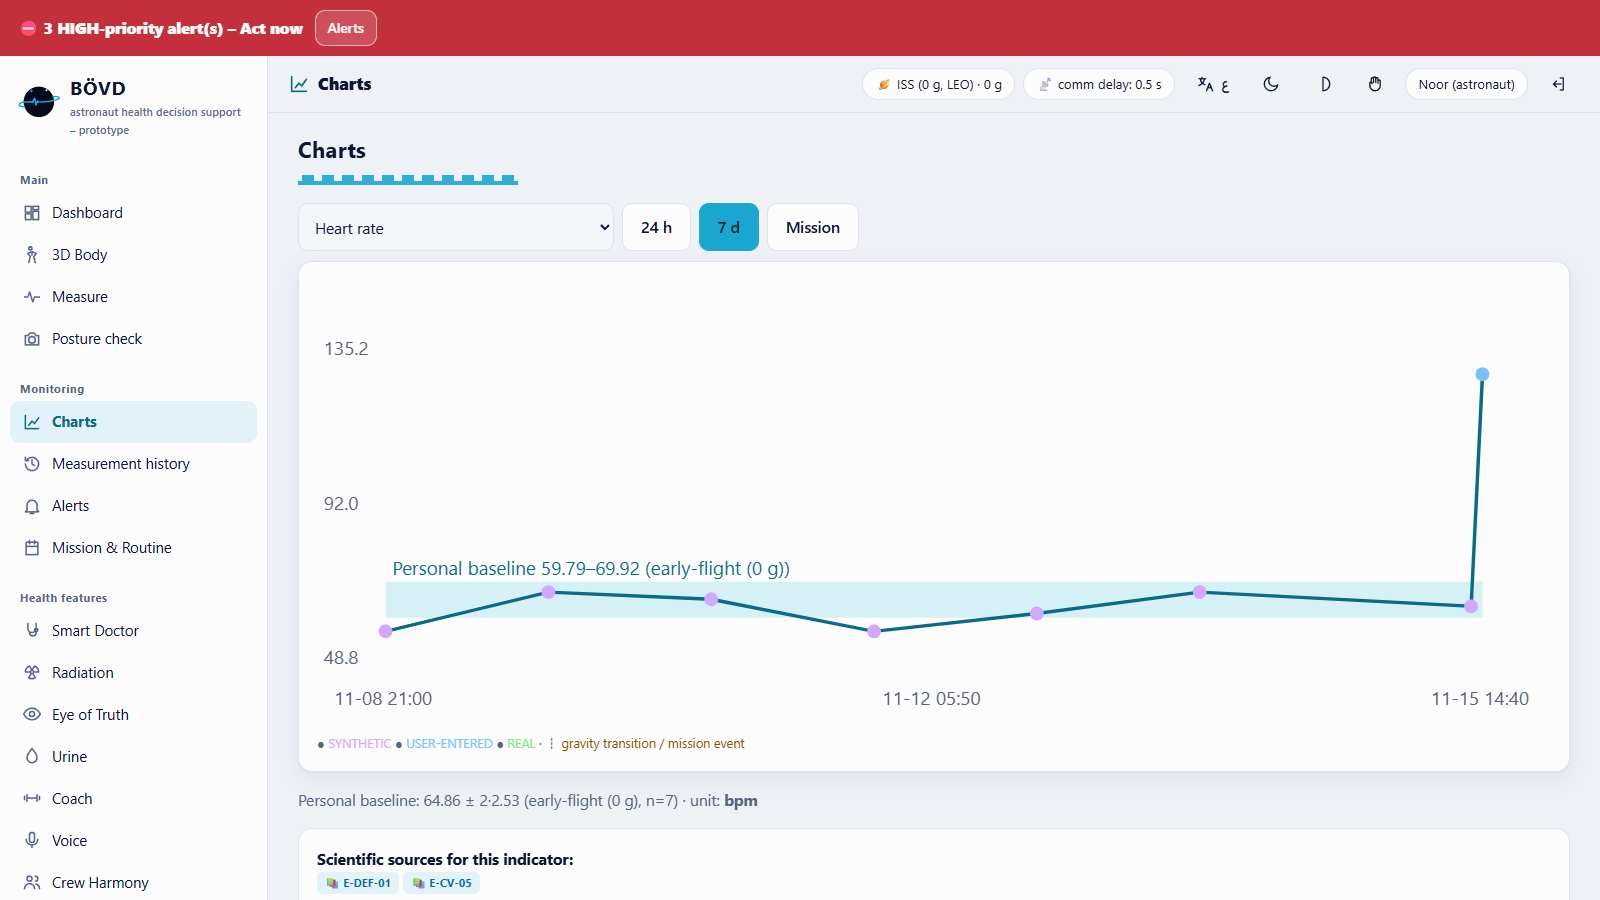 3 HIGH-priority alert(s) – Act now
Alerts
BÖVD
astronaut health decision support
– prototype
Charts
ISS (0 g, LEO) · 0 g
comm delay: 0.5 s
ع
Noor (astronaut)
Main
Dashboard
3D Body
Measure
Posture check
Monitoring
Charts
Measurement history
Alerts
Mission & Routine
Health features
Smart Doctor
Radiation
Eye of Truth
Urine
Coach
Voice
Crew Harmony
Charts
Heart rate
24 h
7 d
Mission
135.2
92.0
Personal baseline 59.79–69.92 (early-flight (0 g))
48.8
11-08 21:00
11-12 05:50
11-15 14:40
● SYNTHETIC ● USER-ENTERED ● REAL · ┊ gravity transition / mission event
Personal baseline: 64.86 ± 2·2.53 (early-flight (0 g), n=7) · unit: bpm
Scientific sources for this indicator:
E-DEF-01
E-CV-05